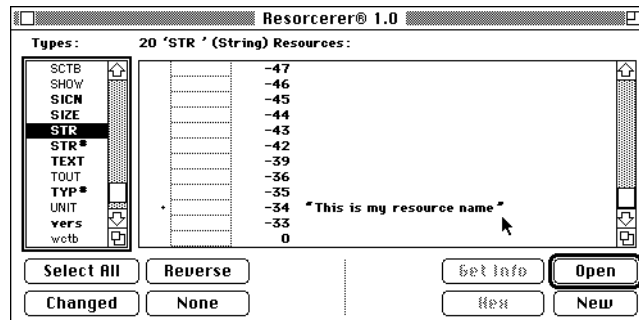 Resorcerer® 1.0
Types: 20 ‘STR ’ (String) Resources:
SCTB
SHOW
SICN
SIZE
STR
STR#
TEXT
TOUT
TYP#
UNIT
vers
wctb
-47
-46
-45
-44
-43
-42
-39
-36
-35
-34 “This is my resource name”
-33
0
Select All Reverse Get Info Open
Changed None Hex New